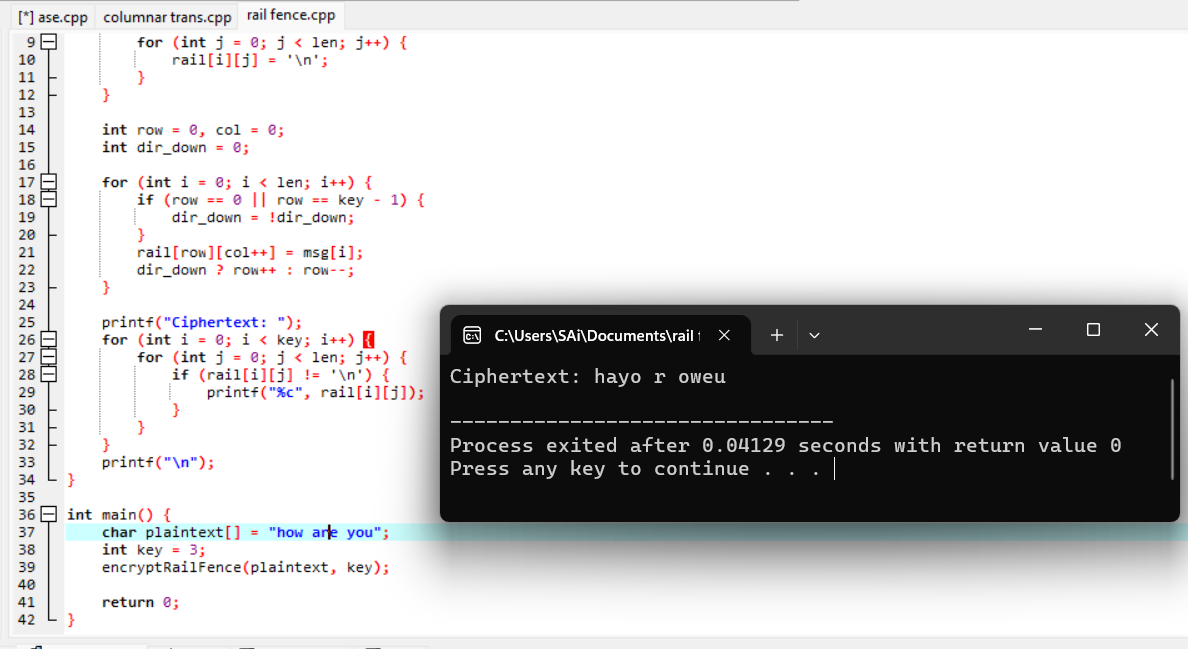 [*] ase.cpp columnar trans.cpp rail fence.cpp
9 for (int j = 0; j < len; j++) {
10 rail[i][j] = '\n';
11 }
12 }
13
14 int row = 0, col = 0;
15 int dir_down = 0;
16
17 for (int i = 0; i < len; i++) {
18 if (row == 0 || row == key - 1) {
19 dir_down = !dir_down;
20 }
21 rail[row][col++] = msg[i];
22 dir_down ? row++ : row--;
23 }
24
25 printf("Ciphertext: ");
26 for (int i = 0; i < key; i++) {
27 for (int j = 0; j < len; j++) {
28 if (rail[i][j] != '\n') {
29 printf("%c", rail[i][j]);
30 }
31 }
32 }
33 printf("\n");
34 }
35
36 int main() {
37 char plaintext[] = "how are you";
38 int key = 3;
39 encryptRailFence(plaintext, key);
40
41 return 0;
42 }
C:\Users\SAi\Documents\rail
Ciphertext: hayo r oweu
--------------------------------
Process exited after 0.04129 seconds with return value 0
Press any key to continue . . .